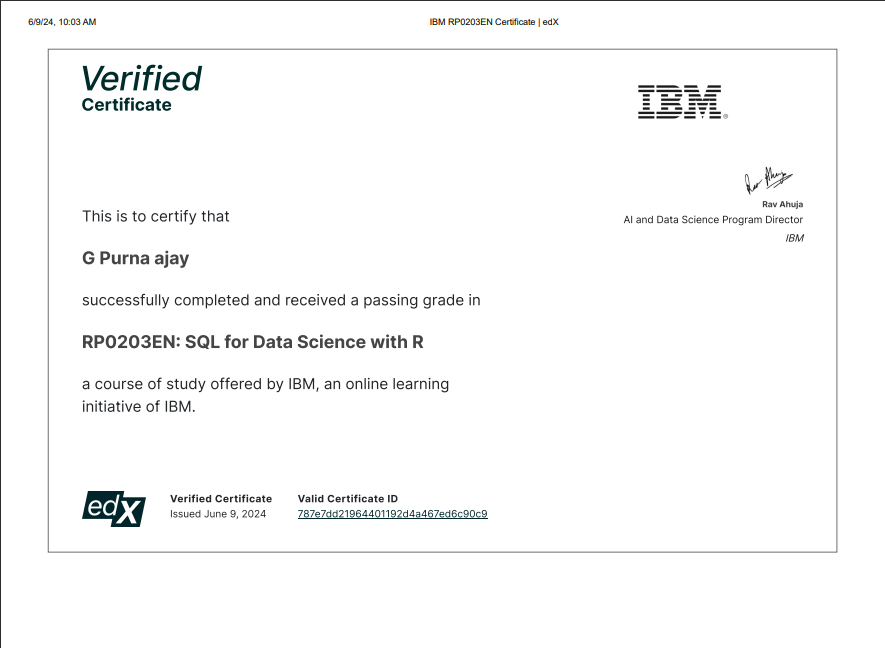 6/9/24, 10:03 AM
IBM RP0203EN Certificate | edX
Verified
Certificate
IBM®
Rav Ahuja
AI and Data Science Program Director
IBM
This is to certify that
G Purna ajay
successfully completed and received a passing grade in
RP0203EN: SQL for Data Science with R
a course of study offered by IBM, an online learning
initiative of IBM.
edX
Verified Certificate
Issued June 9, 2024
Valid Certificate ID
787e7dd21964401192d4a467ed6c90c9